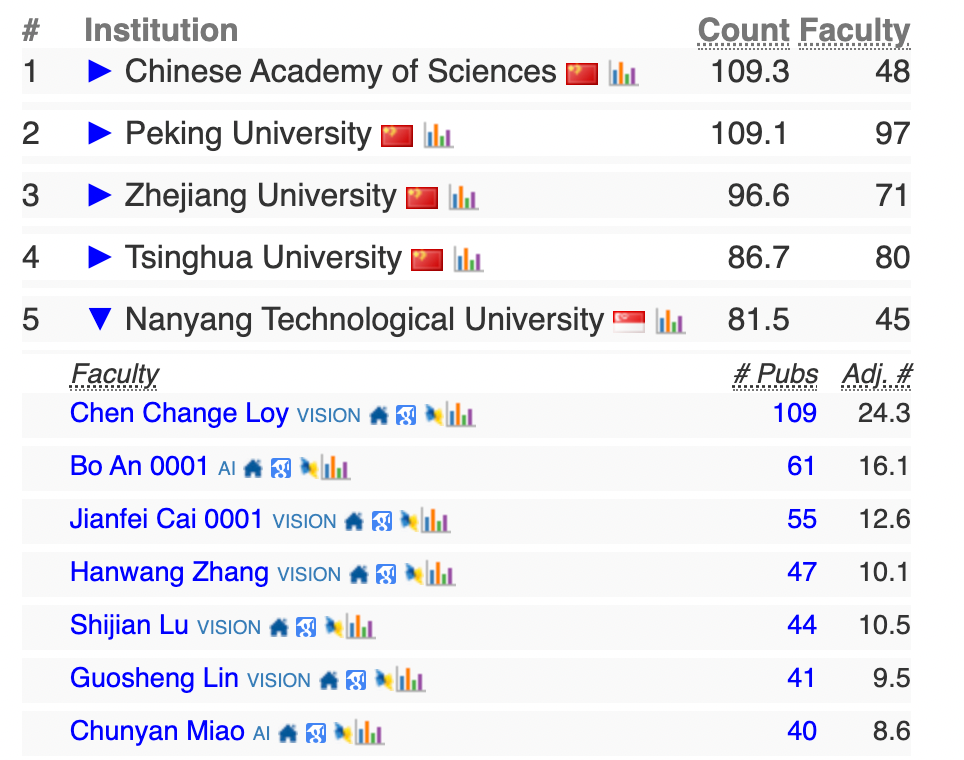 # Institution Count Faculty
1 ► Chinese Academy of Sciences 109.3 48
2 ► Peking University 109.1 97
3 ► Zhejiang University 96.6 71
4 ► Tsinghua University 86.7 80
5 ▼ Nanyang Technological University 81.5 45
Faculty # Pubs Adj. #
Chen Change Loy VISION 109 24.3
Bo An 0001 AI 61 16.1
Jianfei Cai 0001 VISION 55 12.6
Hanwang Zhang VISION 47 10.1
Shijian Lu VISION 44 10.5
Guosheng Lin VISION 41 9.5
Chunyan Miao AI 40 8.6